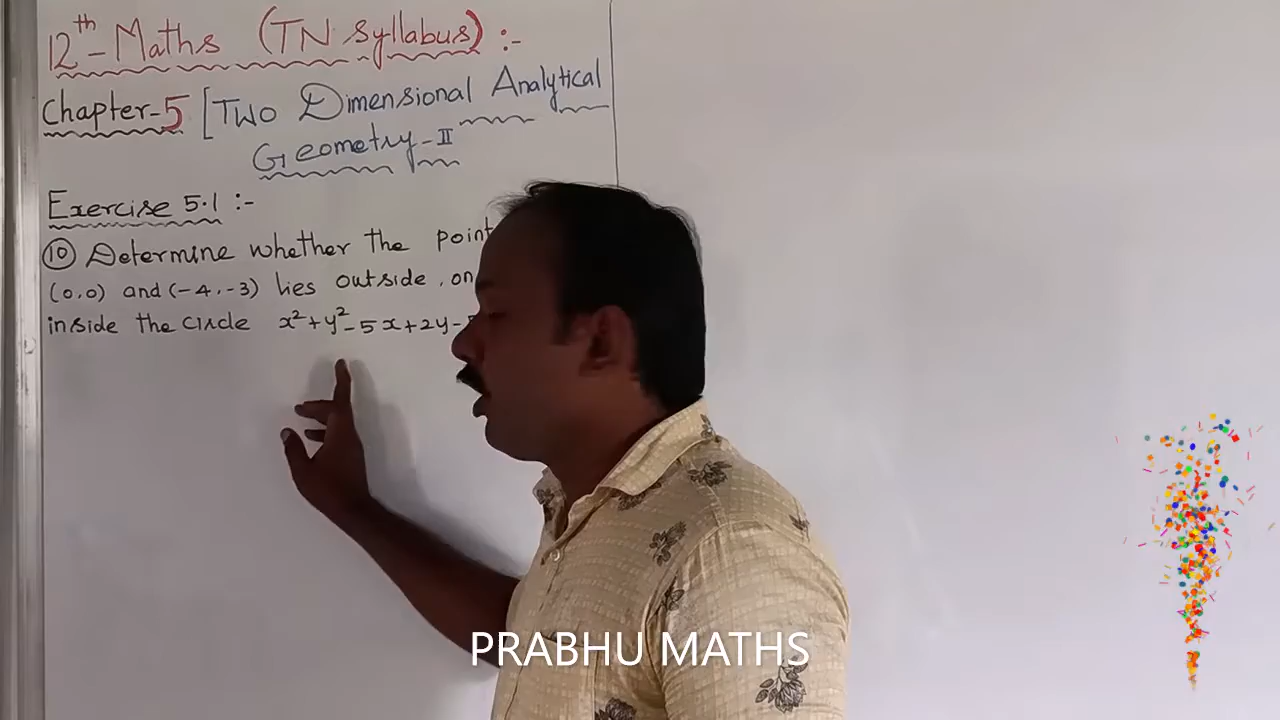 12th - Maths (TN Syllabus) :-
Chapter-5 [Two Dimensional Analytical
Geometry-II
Exercise 5.1 :-
⑩ Determine whether the point
(0,0) and (-4,-3) lies outside, on
inside the circle x²+y²-5x+2y-
PRABHU MATHS